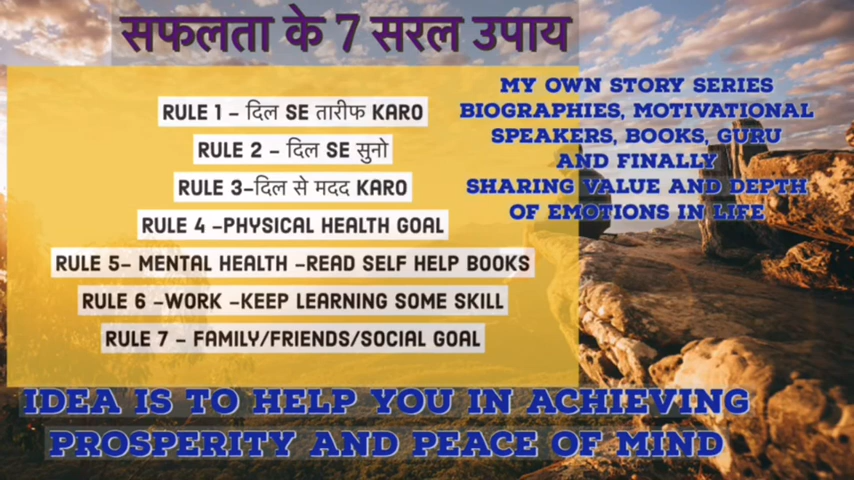 सफलता के 7 सरल उपाय
RULE 1 - दिल SE तारीफ KARO
RULE 2 - दिल SE सुनो
RULE 3-दिल से मदद KARO
RULE 4 -PHYSICAL HEALTH GOAL
RULE 5- MENTAL HEALTH -READ SELF HELP BOOKS
RULE 6 -WORK -KEEP LEARNING SOME SKILL
RULE 7 - FAMILY/FRIENDS/SOCIAL GOAL
MY OWN STORY SERIES
BIOGRAPHIES, MOTIVATIONAL
SPEAKERS, BOOKS, GURU
AND FINALLY
SHARING VALUE AND DEPTH
OF EMOTIONS IN LIFE
IDEA IS TO HELP YOU IN ACHIEVING
PROSPERITY AND PEACE OF MIND